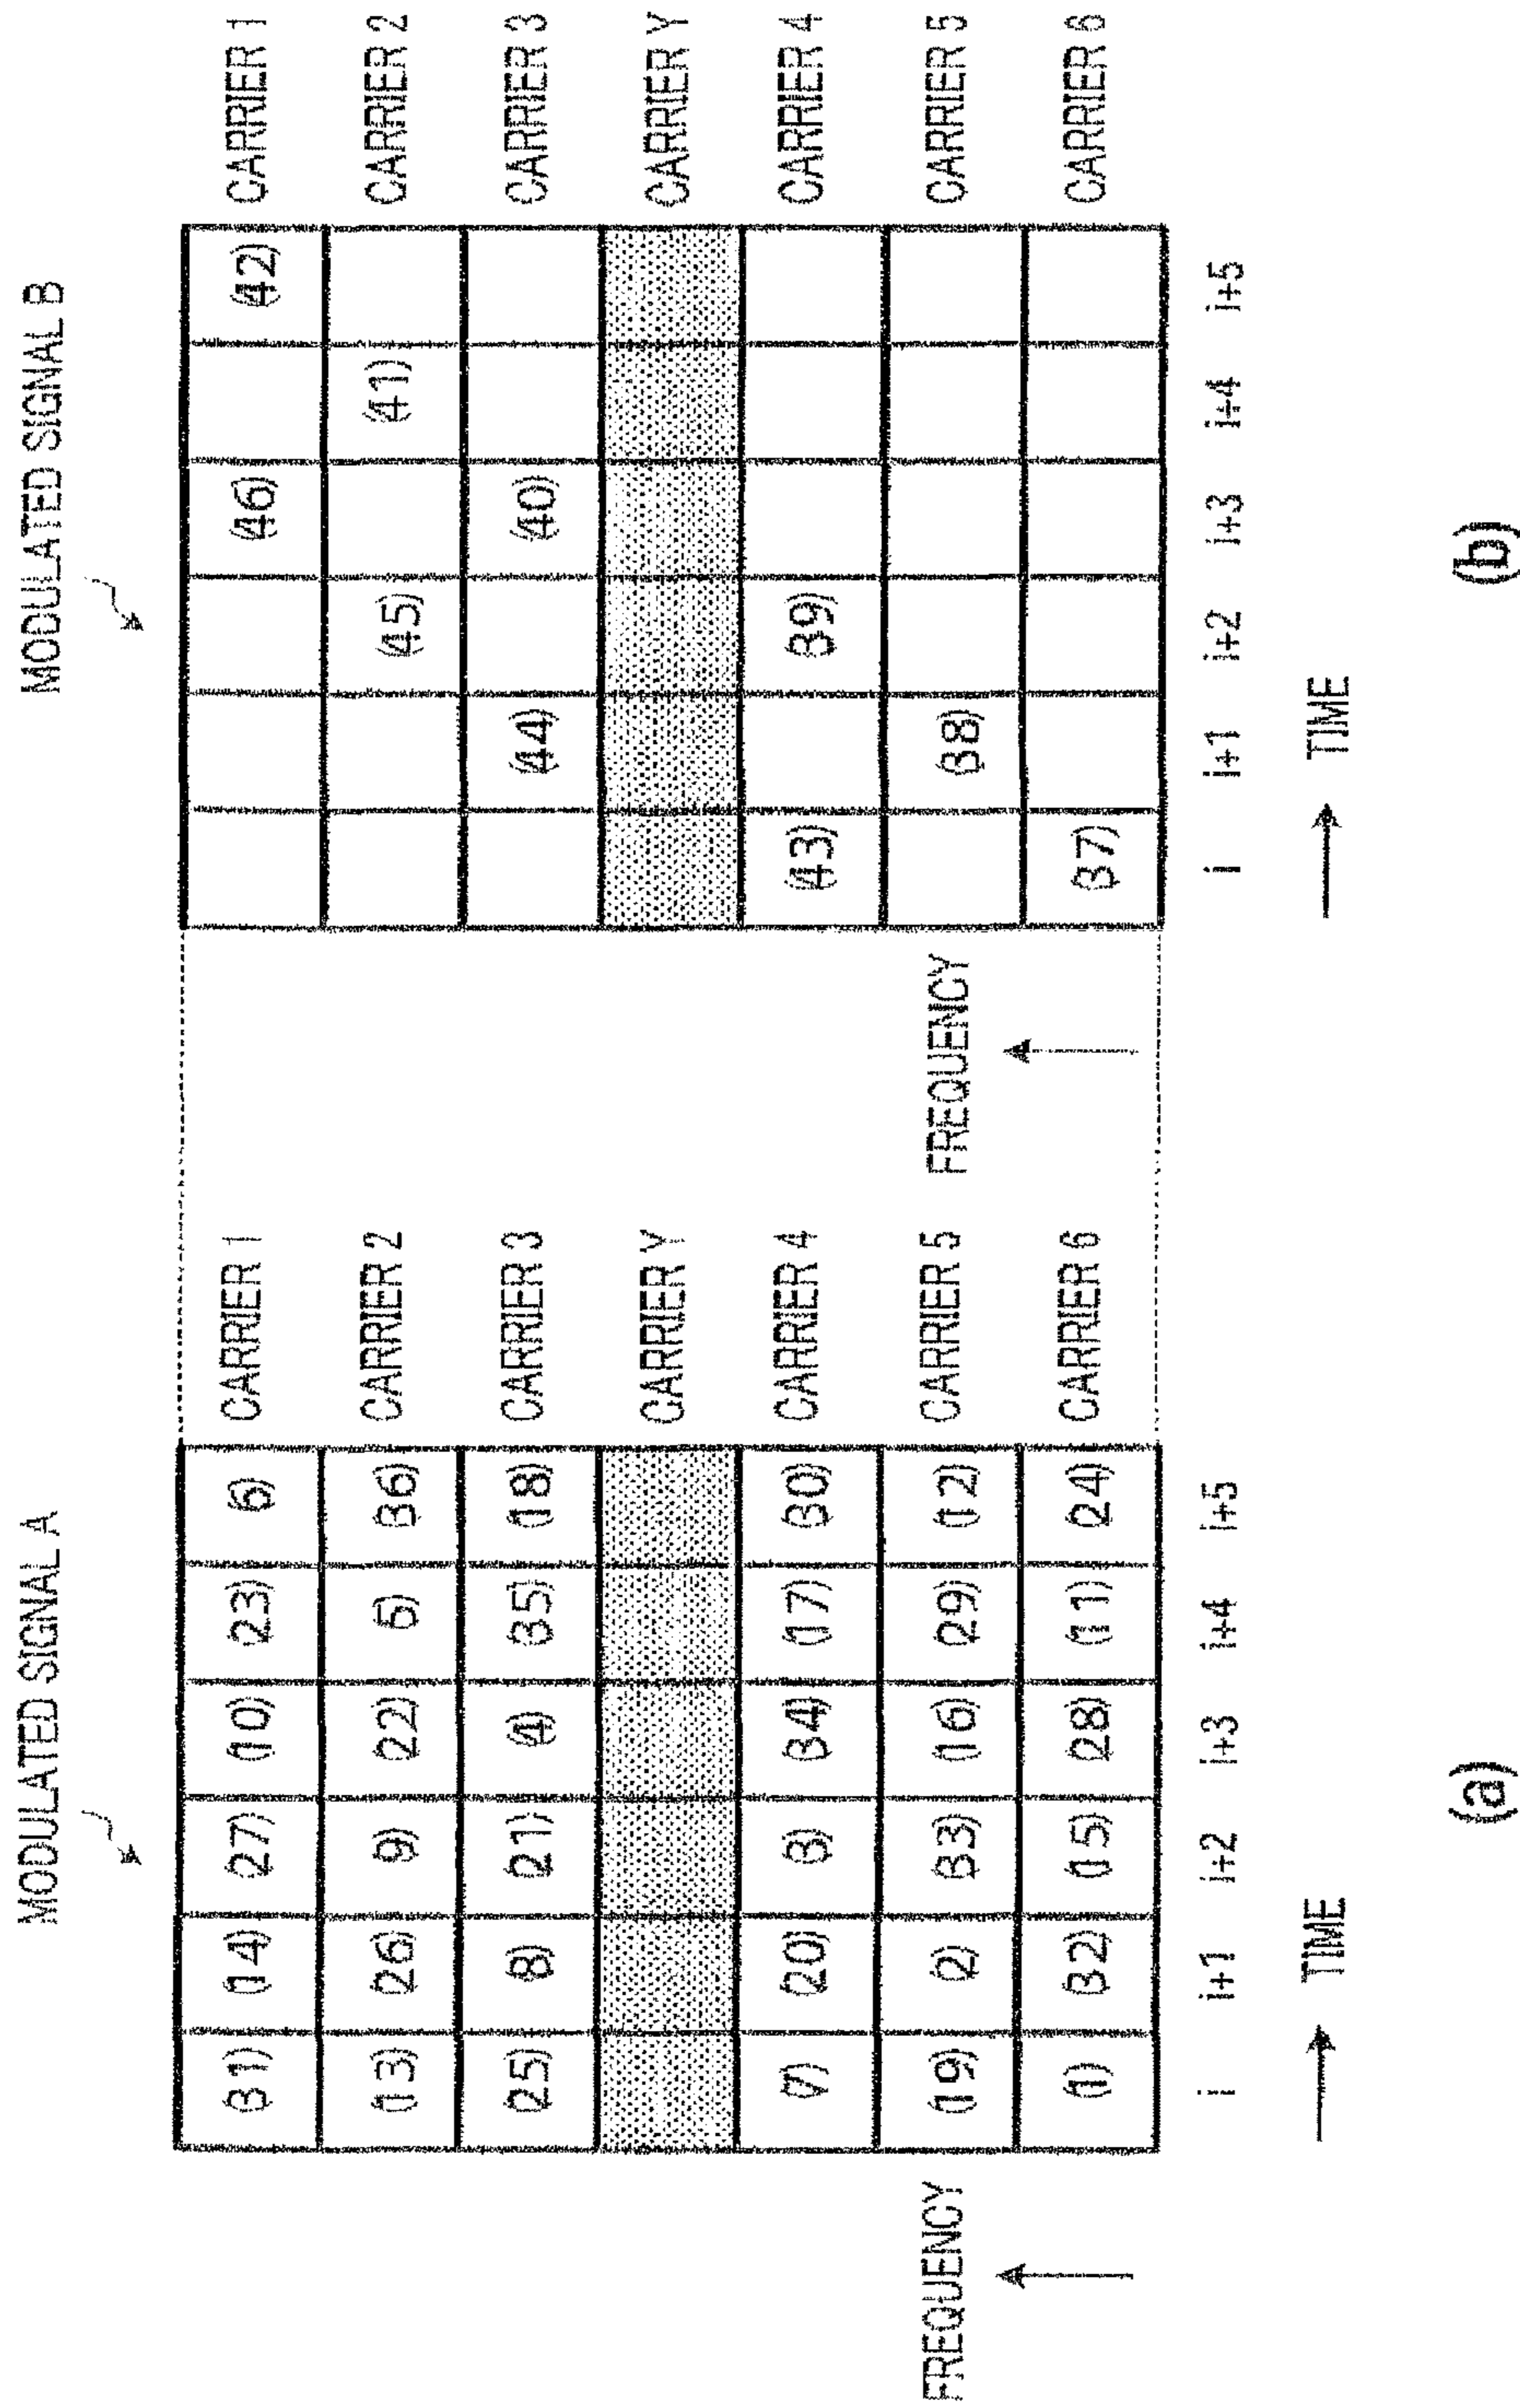 MODULATED SIGNAL A
(31) (14) (27) (10) (23) (6) CARRIER 1
(13) (26) (9) (22) (5) (36) CARRIER 2
(25) (8) (21) (4) (35) (18) CARRIER 3
CARRIER Y
(7) (20) (3) (34) (17) (30) CARRIER 4
(19) (2) (33) (16) (29) (12) CARRIER 5
(1) (32) (15) (28) (11) (24) CARRIER 6
FREQUENCY
i i+1 i+2 i+3 i+4 i+5
TIME
(a)
MODULATED SIGNAL B
(46) (42) CARRIER 1
(45) (41) CARRIER 2
(44) (40) CARRIER 3
CARRIER Y
(43) (39) CARRIER 4
(38) CARRIER 5
(37) CARRIER 6
FREQUENCY
i i+1 i+2 i+3 i+4 i+5
TIME
(b)